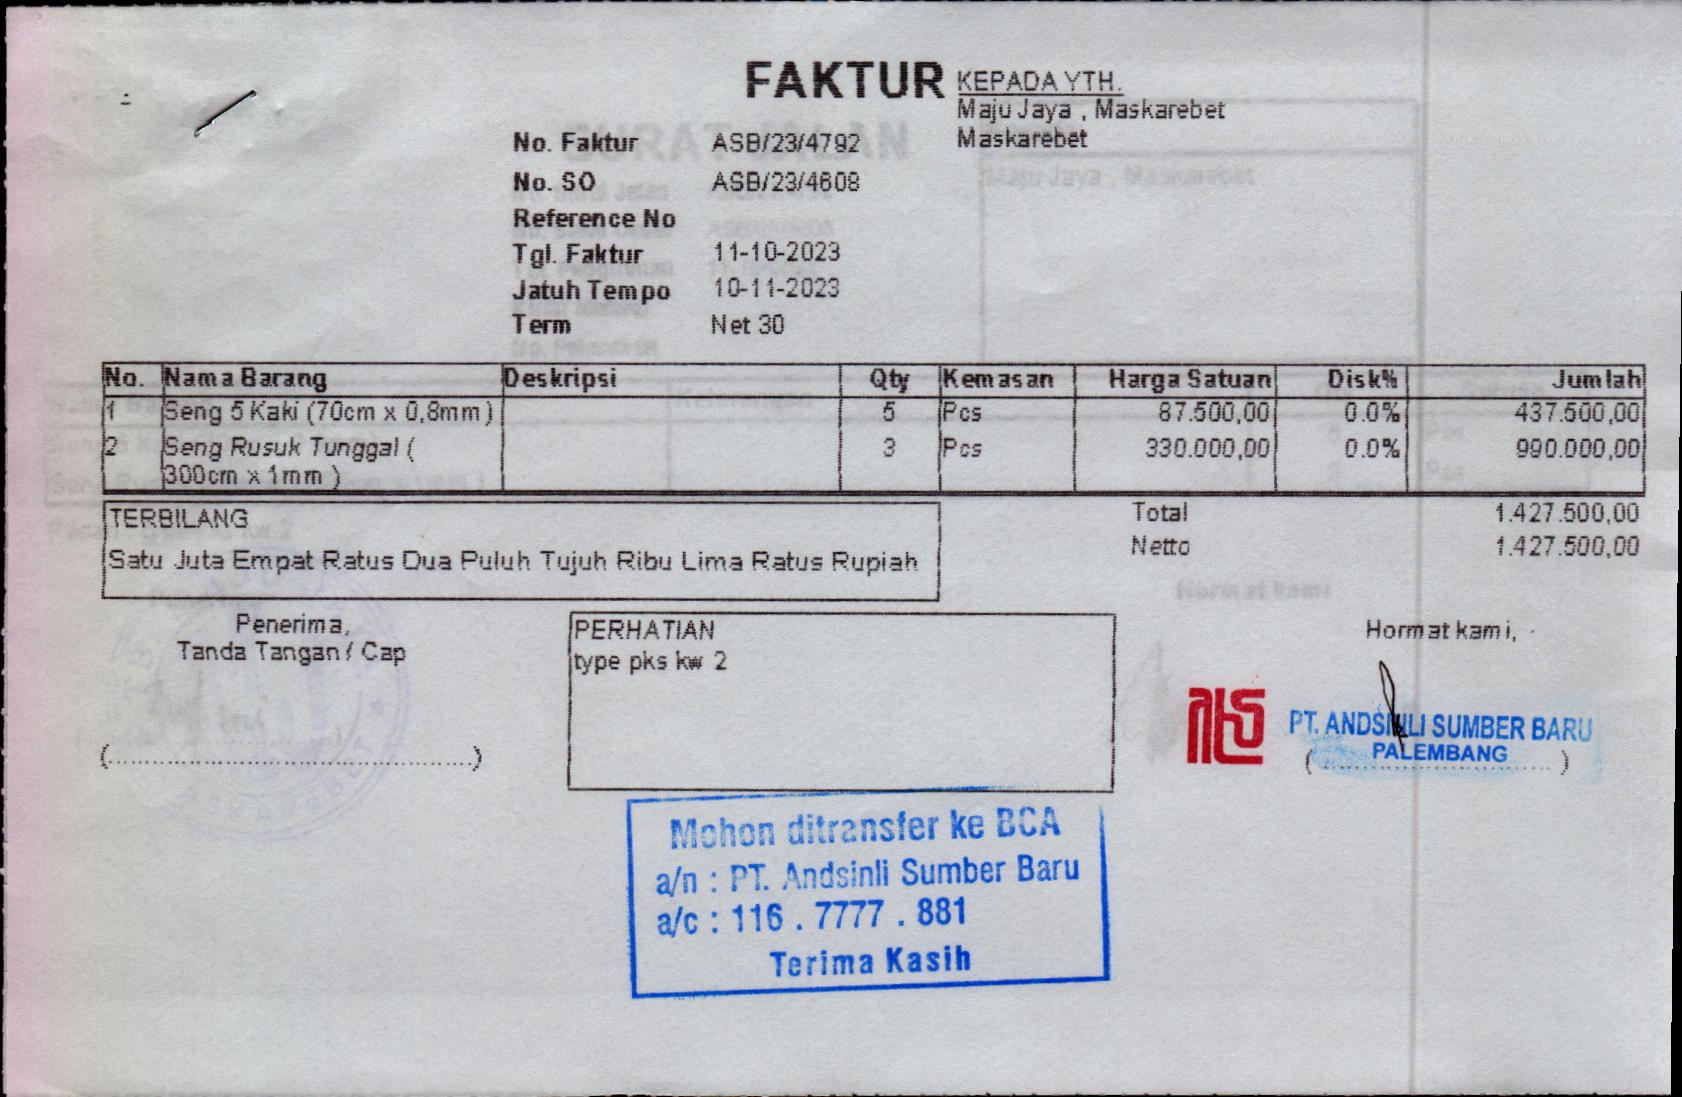 FAKTUR
KEPADA YTH.
Maju Jaya , Maskarebet
Maskarebet
No. Faktur ASB/23/4792
No. SO ASB/23/4608
Reference No
Tgl. Faktur 11-10-2023
Jatuh Tempo 10-11-2023
Term Net 30
No. Nama Barang Deskripsi Qty Kemasan Harga Satuan Disk% Jumlah
1 Seng 5 Kaki (70cm x 0,8mm) 5 Pcs 87.500,00 0.0% 437.500,00
2 Seng Rusuk Tunggal ( 3 Pcs 330.000,00 0.0% 990.000,00
300cm x 1mm )
TERBILANG
Satu Juta Empat Ratus Dua Puluh Tujuh Ribu Lima Ratus Rupiah
Total 1.427.500,00
Netto 1.427.500,00
Penerima,
Tanda Tangan / Cap
(..................................................)
PERHATIAN
type pks kw 2
Hormat kami,
PT. ANDSINLI SUMBER BARU
PALEMBANG
(..................................)
Mohon ditransfer ke BCA
a/n : PT. Andsinli Sumber Baru
a/c : 116 . 7777 . 881
Terima Kasih